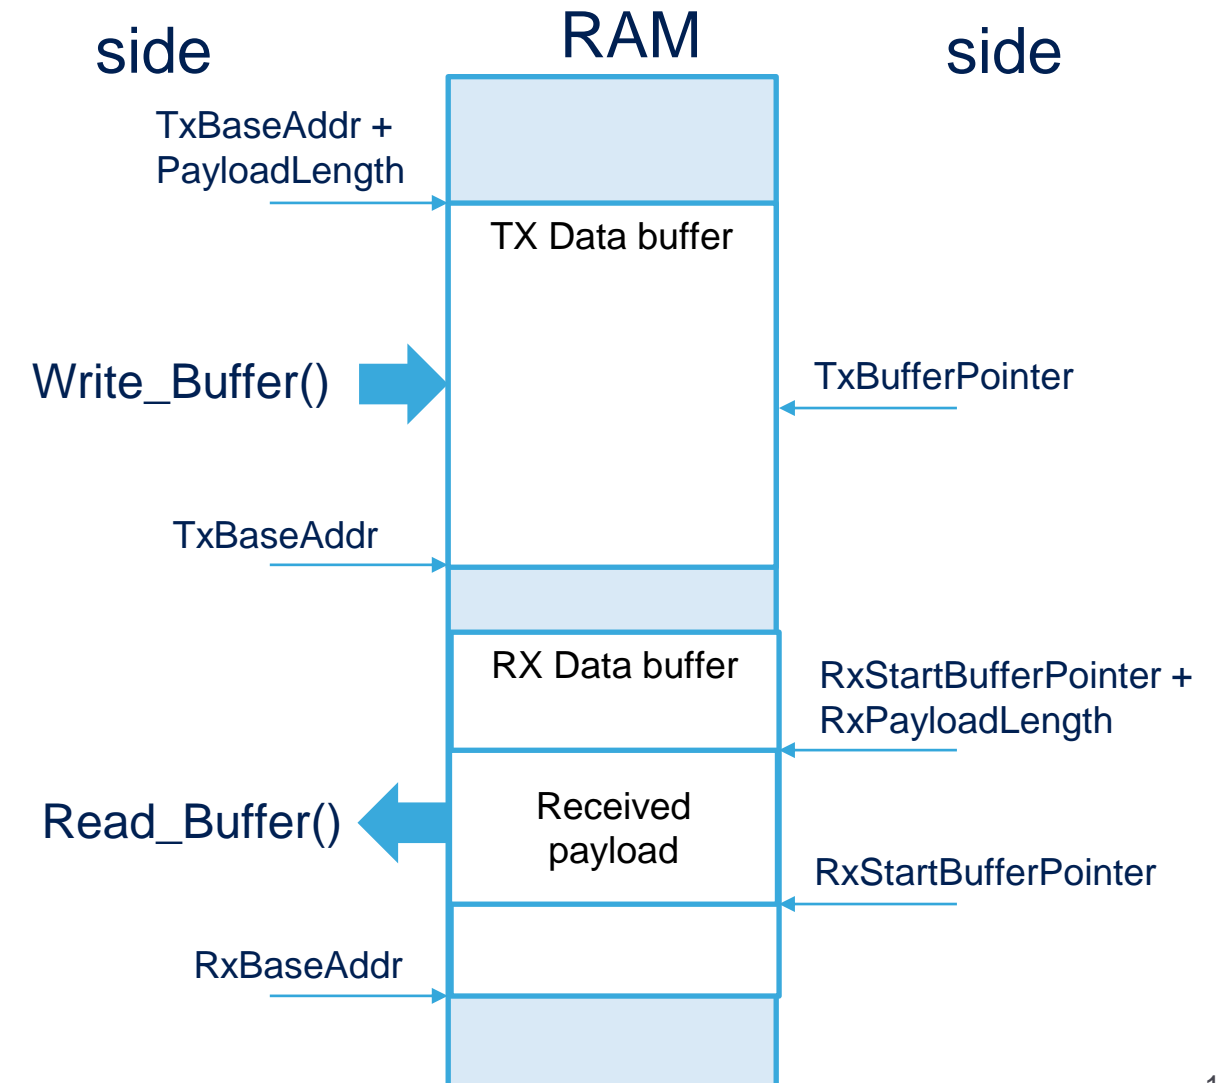 side
RAM
side
TxBaseAddr +
PayloadLength
TX Data buffer
Write_Buffer()
TxBufferPointer
TxBaseAddr
RX Data buffer
RxStartBufferPointer +
RxPayloadLength
Read_Buffer()
Received
payload
RxStartBufferPointer
RxBaseAddr